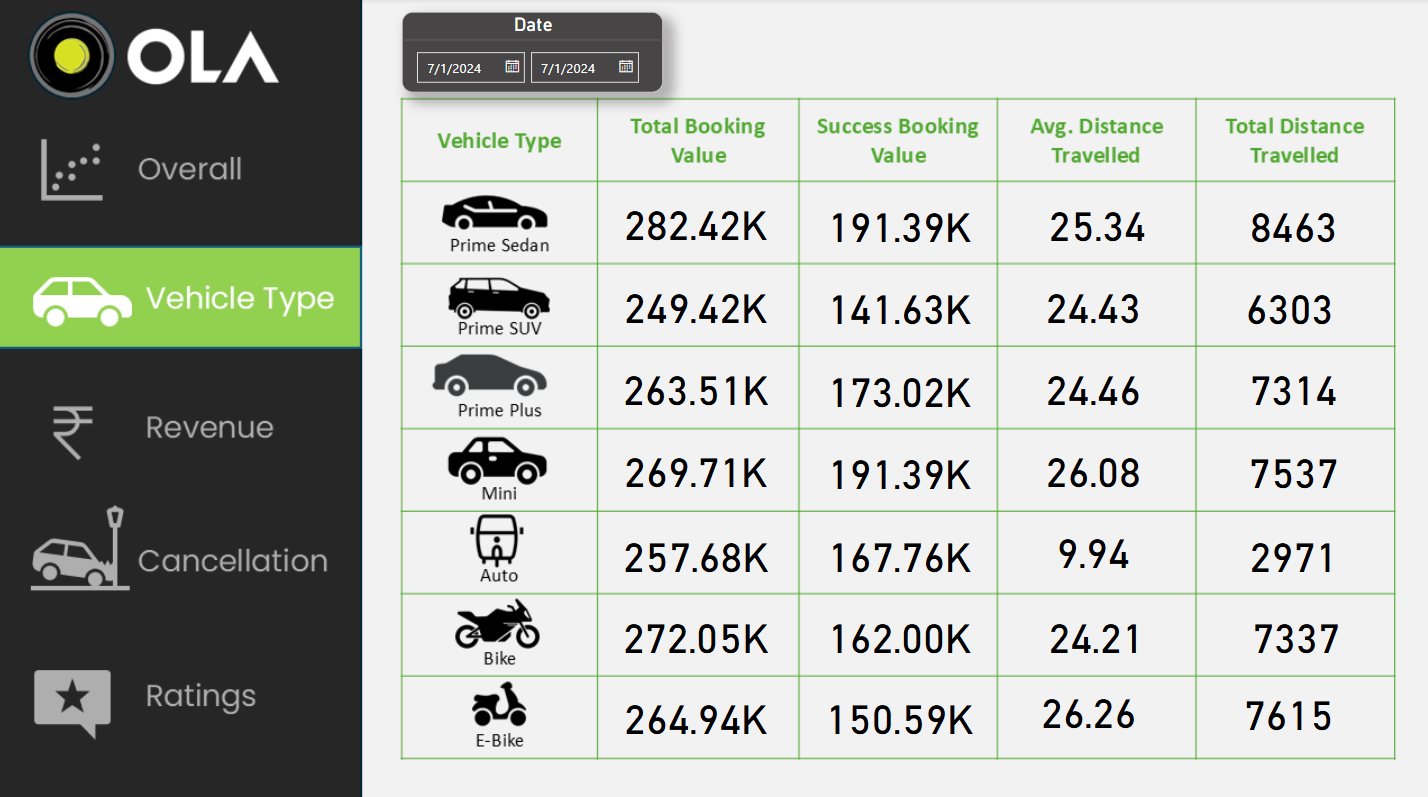 OLA
Overall
Vehicle Type
Revenue
Cancellation
Ratings
Date
7/1/2024 7/1/2024
Vehicle Type
Total Booking
Value
Success Booking
Value
Avg. Distance
Travelled
Total Distance
Travelled
Prime Sedan
282.42K 191.39K 25.34 8463
Prime SUV
249.42K 141.63K 24.43 6303
Prime Plus
263.51K 173.02K 24.46 7314
Mini
269.71K 191.39K 26.08 7537
Auto
257.68K 167.76K 9.94 2971
Bike
272.05K 162.00K 24.21 7337
E-Bike
264.94K 150.59K 26.26 7615